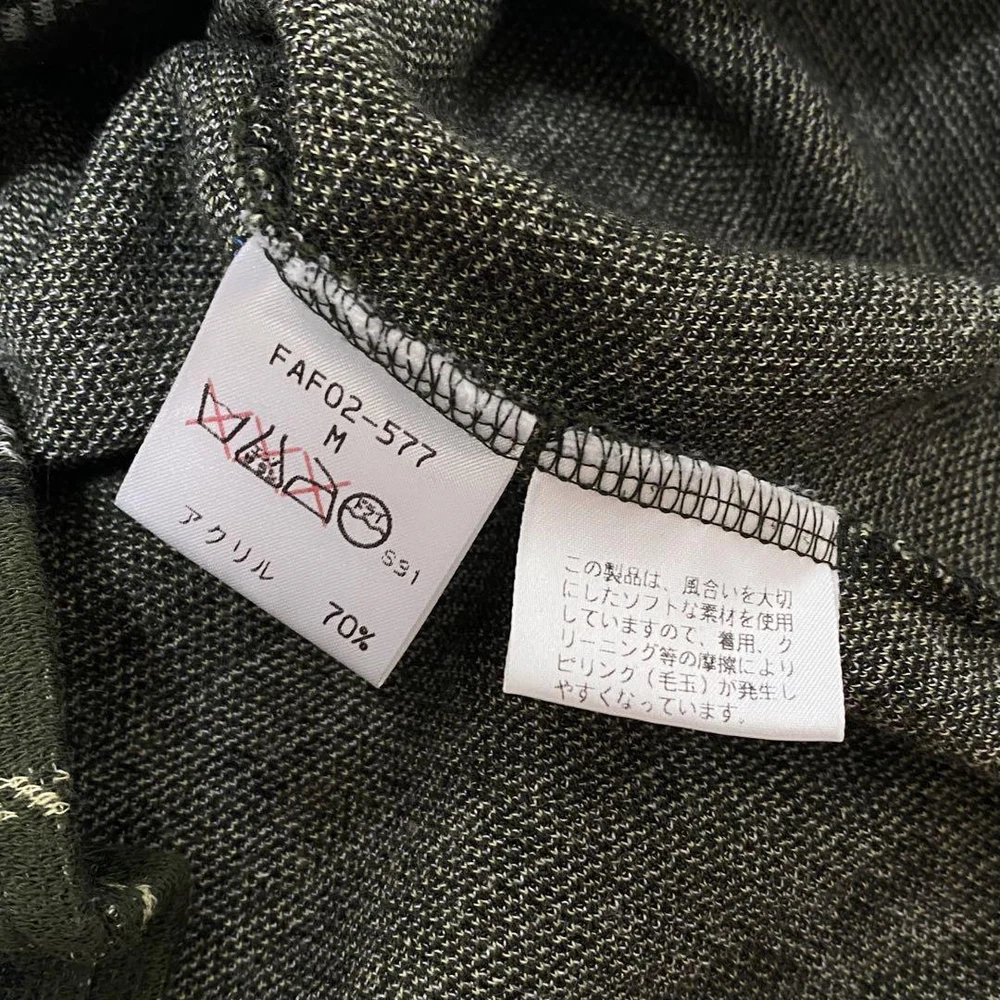 FAF02-577
M
ドライ
S91
アクリル
70%
この製品は、風合いを大切
にしたソフトな素材を使用
していますので、着用、ク
リーニング等の摩擦により
ピリング（毛玉）が発生し
やすくなっています。